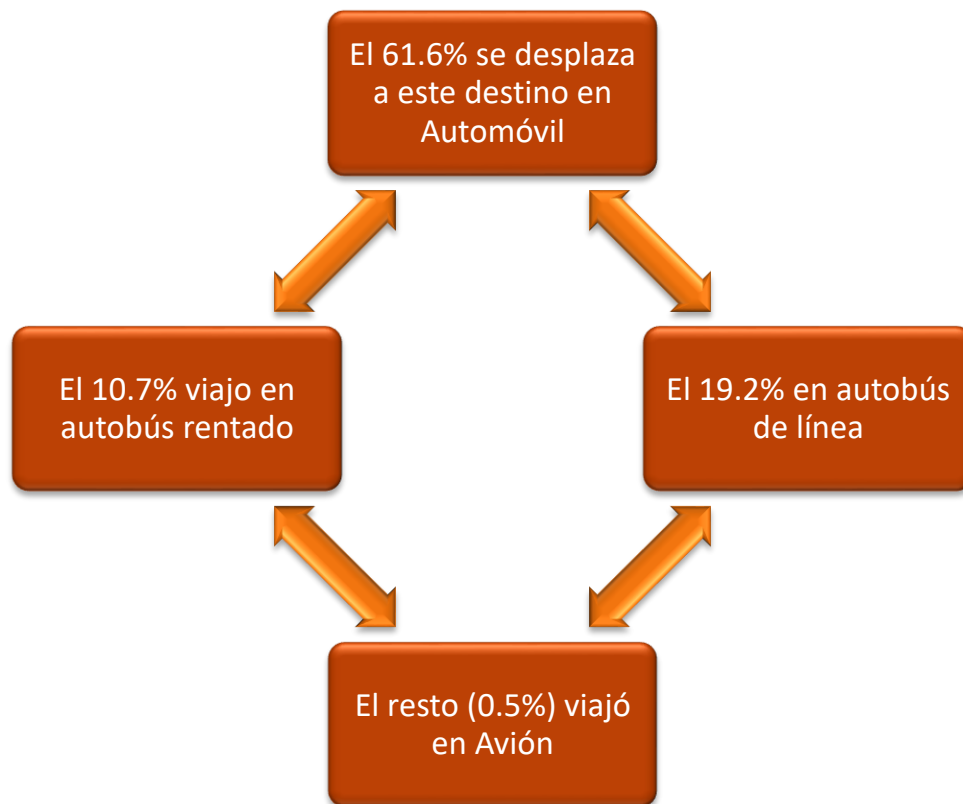 El 61.6% se desplaza
a este destino en
Automóvil
El 10.7% viajo en
autobús rentado
El 19.2% en autobús
de línea
El resto (0.5%) viajó
en Avión